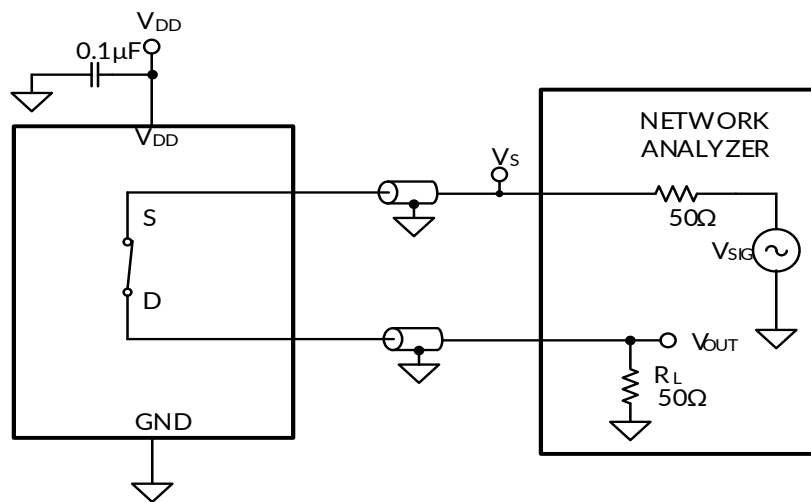 VDD
0.1μF
VDD
NETWORK
ANALYZER
VS
S
50Ω
VSIG
D
VOUT
RL
50Ω
GND